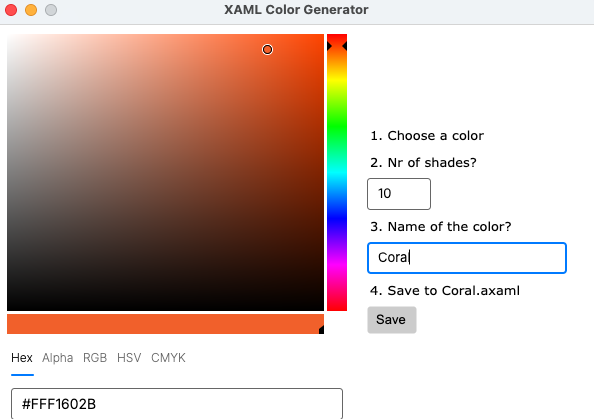 XAML Color Generator
1. Choose a color
2. Nr of shades?
10
3. Name of the color?
Coral
4. Save to Coral.axaml
Save
Hex Alpha RGB HSV CMYK
#FFF1602B